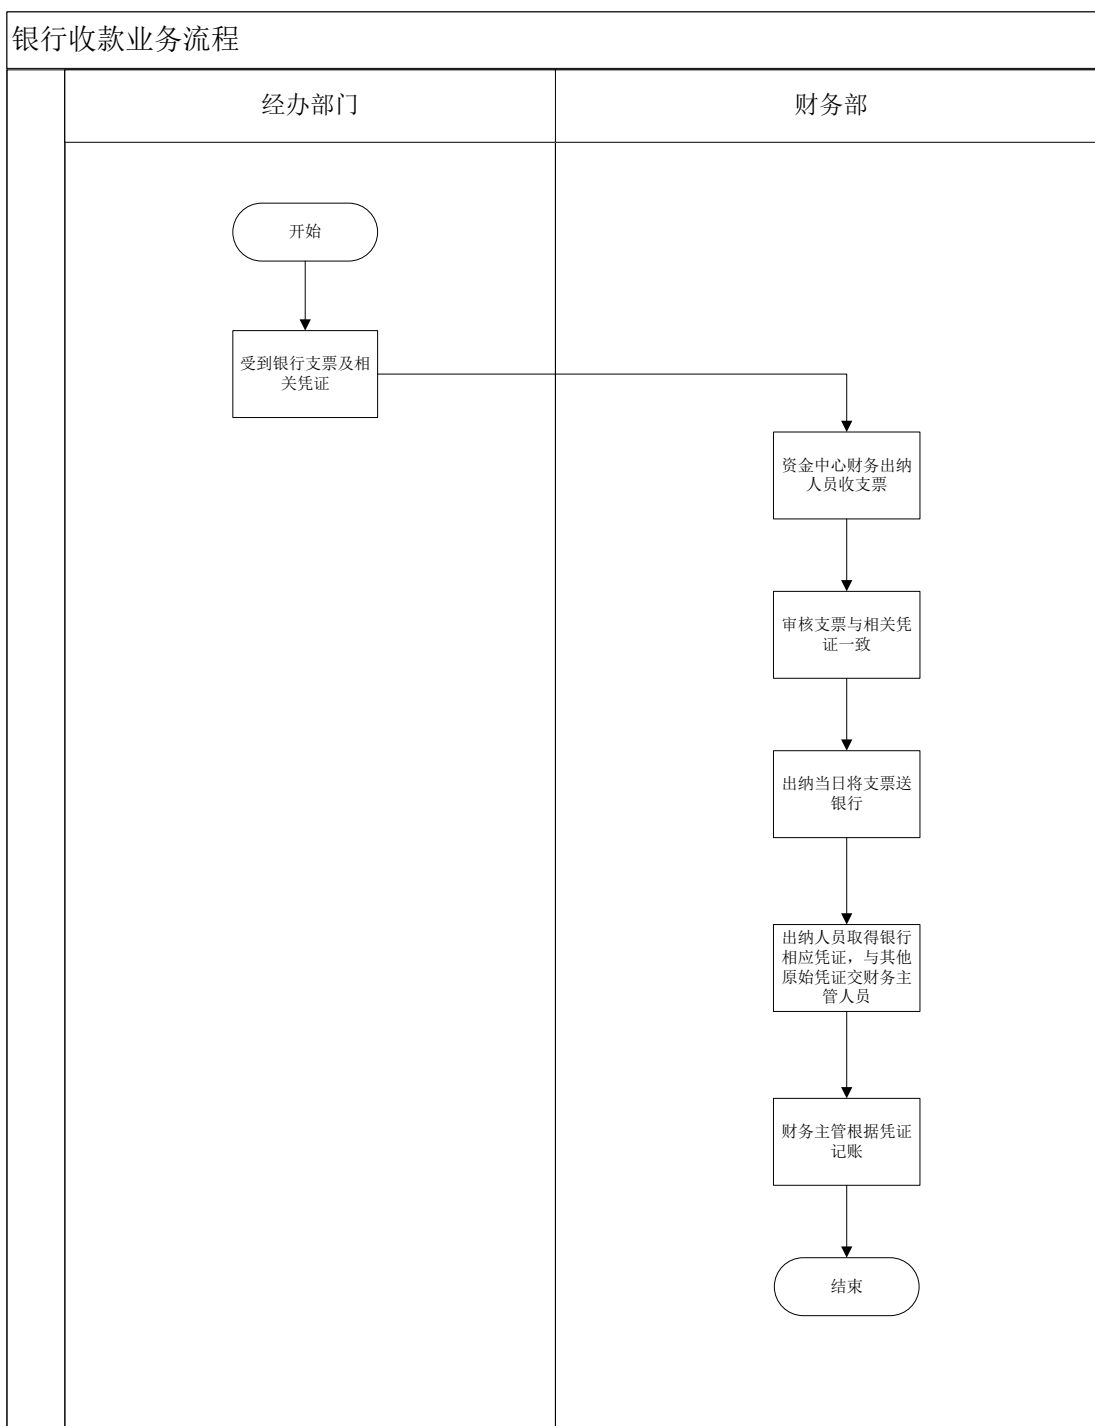 银行收款业务流程
经办部门
财务部
开始
受到银行支票及相
关凭证
资金中心财务出纳
人员收支票
审核支票与相关凭
证一致
出纳当日将支票送
银行
出纳人员取得银行
相应凭证，与其他
原始凭证交财务主
管人员
财务主管根据凭证
记账
结束